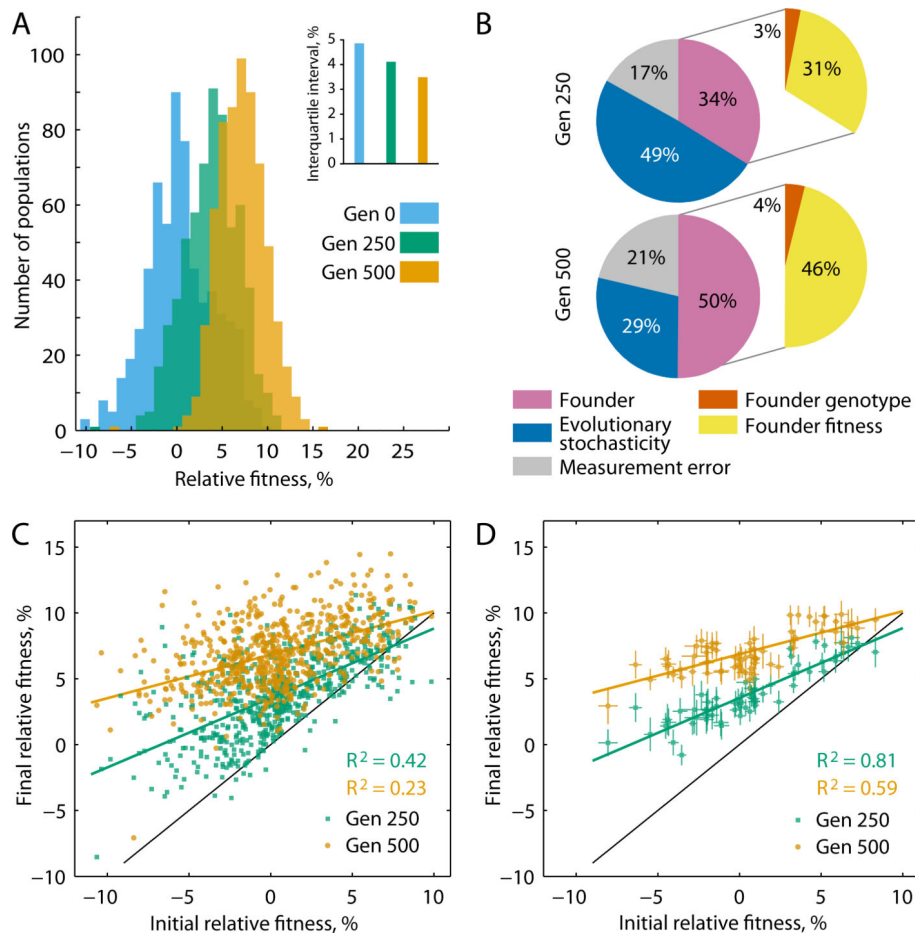 A
100
80
60
40
20
0
Number of populations
−10 −5 0 5 10 15 20 25
Relative fitness, %
Interquartile interval, %
5
4
3
2
1
0
Gen 0
Gen 250
Gen 500
B
Gen 250
17%
34%
49%
3%
31%
Gen 500
21%
50%
29%
4%
46%
Founder
Evolutionary
stochasticity
Measurement error
Founder genotype
Founder fitness
C
Final relative fitness, %
15
10
5
0
−5
−10
R² = 0.42
R² = 0.23
Gen 250
Gen 500
−10 −5 0 5 10
Initial relative fitness, %
D
Final relative fitness, %
15
10
5
0
−5
−10
R² = 0.81
R² = 0.59
Gen 250
Gen 500
−10 −5 0 5 10
Initial relative fitness, %